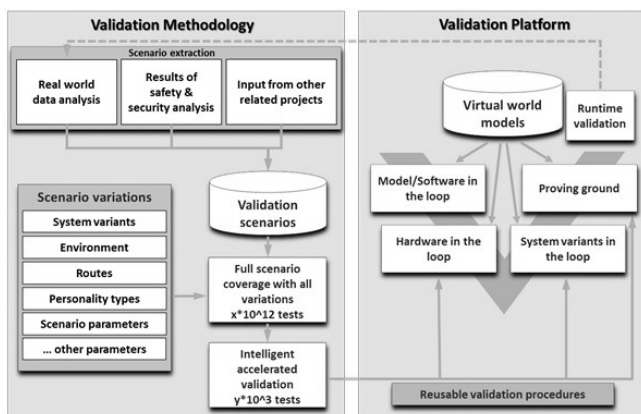 Validation Methodology
Scenario extraction
Real world
data analysis
Results of
safety &
security analysis
Input from other
related projects
Scenario variations
System variants
Environment
Routes
Personality types
Scenario parameters
... other parameters
Validation
scenarios
Full scenario
coverage with all
variations
x*10^12 tests
Intelligent
accelerated
validation
y*10^3 tests
Validation Platform
Virtual world
models
Runtime
validation
Model/Software in
the loop
Proving ground
Hardware in the
loop
System variants in
the loop
Reusable validation procedures